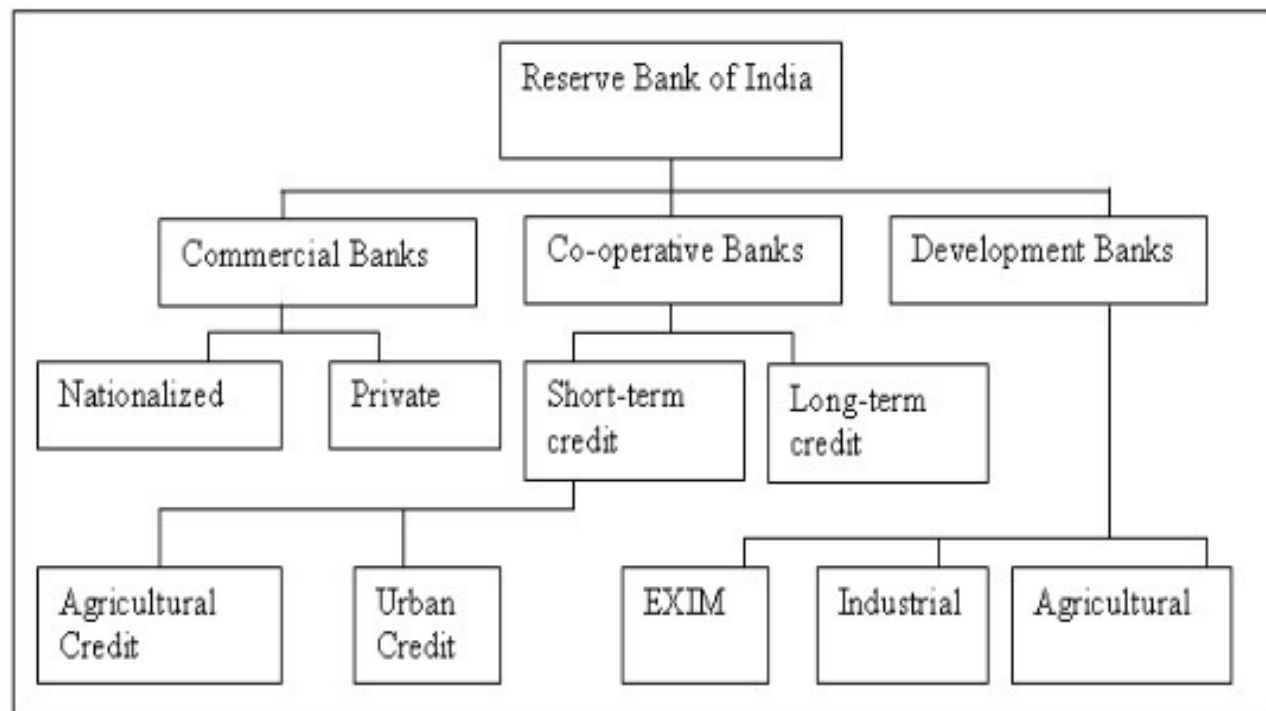 Reserve Bank of India
Commercial Banks
Co-operative Banks
Development Banks
Nationalized
Private
Short-term
credit
Long-term
credit
Agricultural
Credit
Urban
Credit
EXIM
Industrial
Agricultural